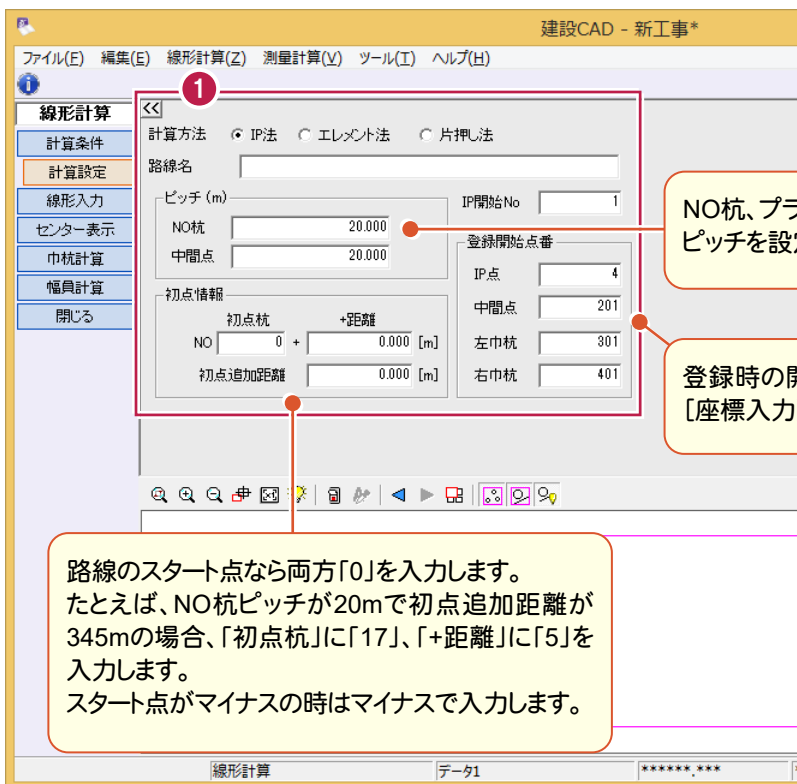 建設CAD - 新工事*
ファイル(F) 編集(E) 線形計算(Z) 測量計算(V) ツール(T) ヘルプ(H)
1
線形計算
計算条件
計算設定
線形入力
センター表示
巾杭計算
幅員計算
閉じる
<<
計算方法 IP法 エレメント法 片押し法
路線名
ピッチ(m)
NO杭 20.000
中間点 20.000
IP開始No 1
登録開始点番
IP点 4
中間点 201
左巾杭 301
右巾杭 401
初点情報
初点杭 +距離
NO 0 + 0.000 [m]
初点追加距離 0.000 [m]
NO杭、プラ
ピッチを設
登録時の
[座標入力
路線のスタート点なら両方「0」を入力します。
たとえば、NO杭ピッチが20mで初点追加距離が
345mの場合、「初点杭」に「17」、「+距離」に「5」を
入力します。
スタート点がマイナスの時はマイナスで入力します。
線形計算 データ1 ******.***